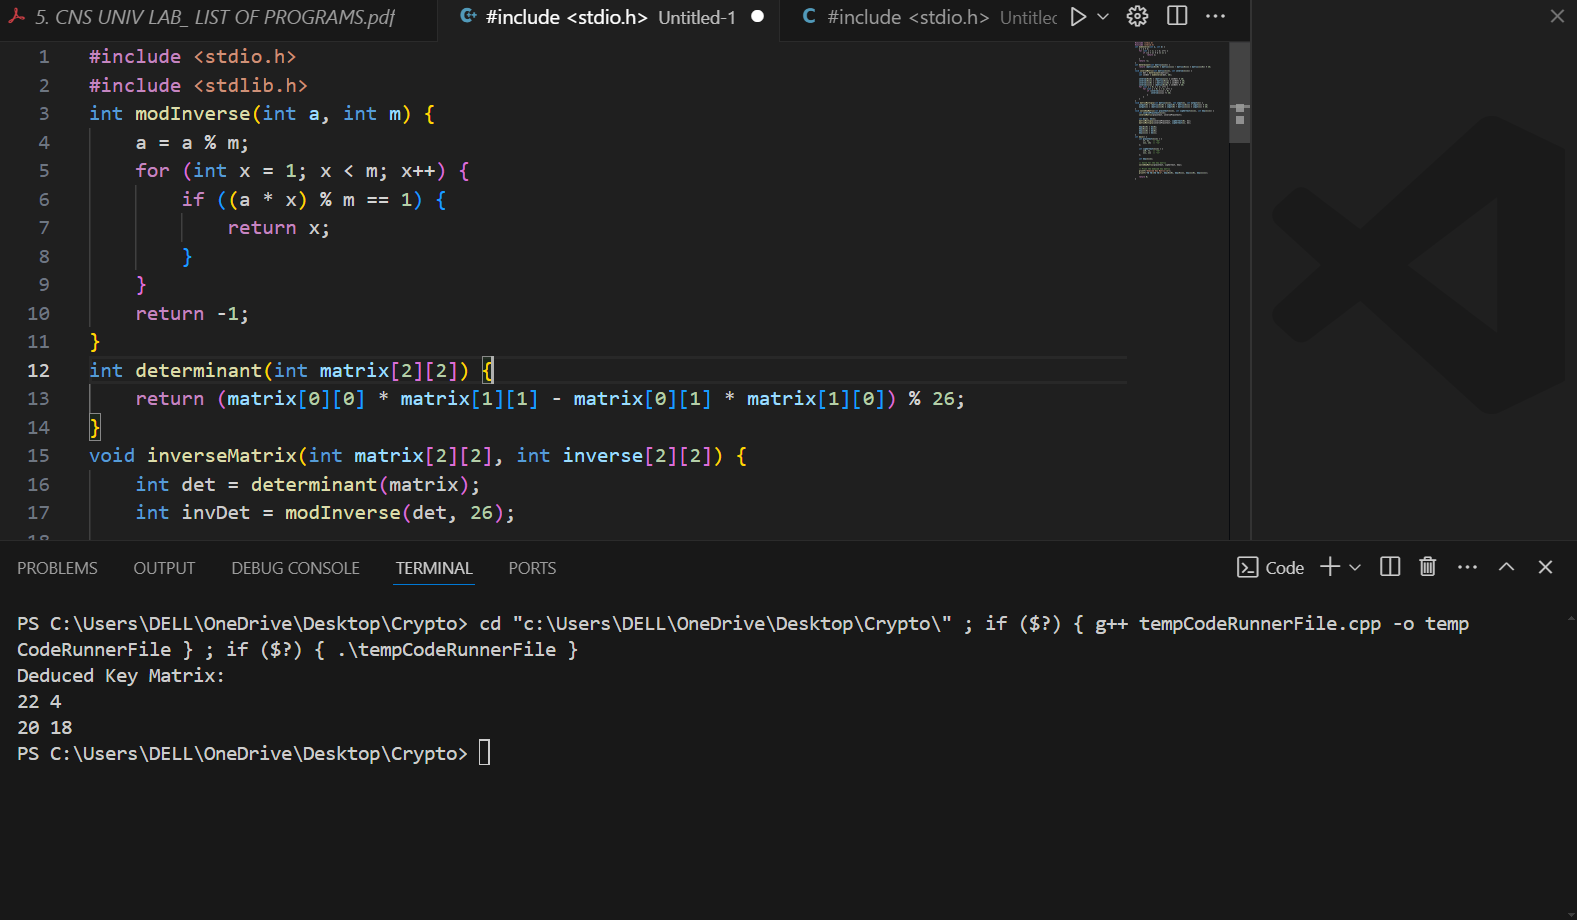 5. CNS UNIV LAB_ LIST OF PROGRAMS.pdf
#include <stdio.h> Untitled-1
C #include <stdio.h>
1 #include <stdio.h>
2 #include <stdlib.h>
3 int modInverse(int a, int m) {
4 a = a % m;
5 for (int x = 1; x < m; x++) {
6 if ((a * x) % m == 1) {
7 return x;
8 }
9 }
10 return -1;
11 }
12 int determinant(int matrix[2][2]) {
13 return (matrix[0][0] * matrix[1][1] - matrix[0][1] * matrix[1][0]) % 26;
14 }
15 void inverseMatrix(int matrix[2][2], int inverse[2][2]) {
16 int det = determinant(matrix);
17 int invDet = modInverse(det, 26);
PROBLEMS OUTPUT DEBUG CONSOLE TERMINAL PORTS Code
PS C:\Users\DELL\OneDrive\Desktop\Crypto> cd "c:\Users\DELL\OneDrive\Desktop\Crypto\" ; if ($?) { g++ tempCodeRunnerFile.cpp -o temp
CodeRunnerFile } ; if ($?) { .\tempCodeRunnerFile }
Deduced Key Matrix:
22 4
20 18
PS C:\Users\DELL\OneDrive\Desktop\Crypto>